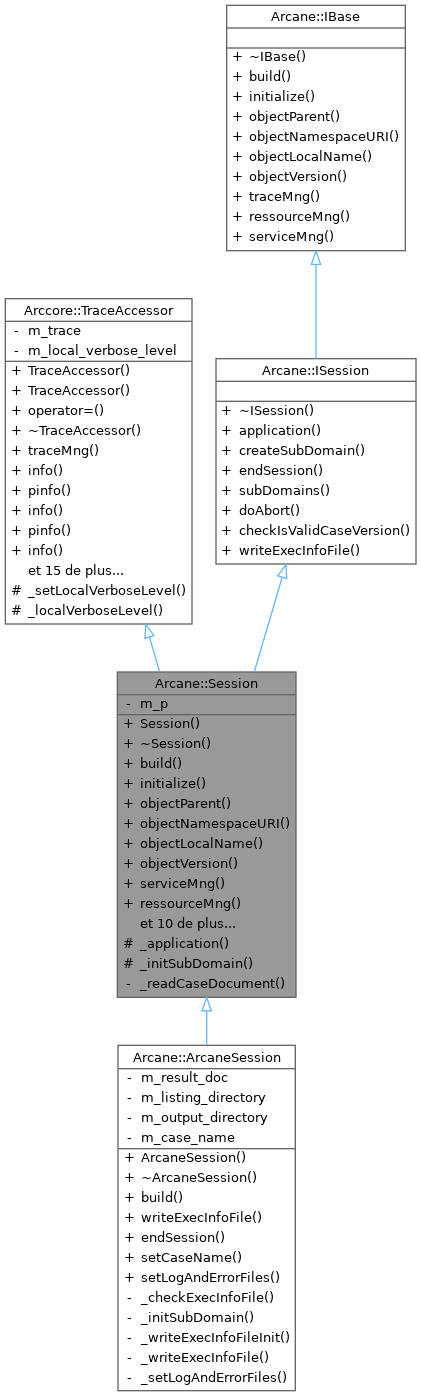 Arcane::IBase
+ ~IBase()
+ build()
+ initialize()
+ objectParent()
+ objectNamespaceURI()
+ objectLocalName()
+ objectVersion()
+ traceMng()
+ ressourceMng()
+ serviceMng()
Arccore::TraceAccessor
- m_trace
- m_local_verbose_level
+ TraceAccessor()
+ TraceAccessor()
+ operator=()
+ ~TraceAccessor()
+ traceMng()
+ info()
+ pinfo()
+ info()
+ pinfo()
+ info()
et 15 de plus...
# _setLocalVerboseLevel()
# _localVerboseLevel()
Arcane::ISession
+ ~ISession()
+ application()
+ createSubDomain()
+ endSession()
+ subDomains()
+ doAbort()
+ checkIsValidCaseVersion()
+ writeExecInfoFile()
Arcane::Session
- m_p
+ Session()
+ ~Session()
+ build()
+ initialize()
+ objectParent()
+ objectNamespaceURI()
+ objectLocalName()
+ objectVersion()
+ serviceMng()
+ ressourceMng()
et 10 de plus...
# _application()
# _initSubDomain()
- _readCaseDocument()
Arcane::ArcaneSession
- m_result_doc
- m_listing_directory
- m_output_directory
- m_case_name
+ ArcaneSession()
+ ~ArcaneSession()
+ build()
+ writeExecInfoFile()
+ endSession()
+ setCaseName()
+ setLogAndErrorFiles()
- _checkExecInfoFile()
- _initSubDomain()
- _writeExecInfoFileInit()
- _writeExecInfoFile()
- _setLogAndErrorFiles()